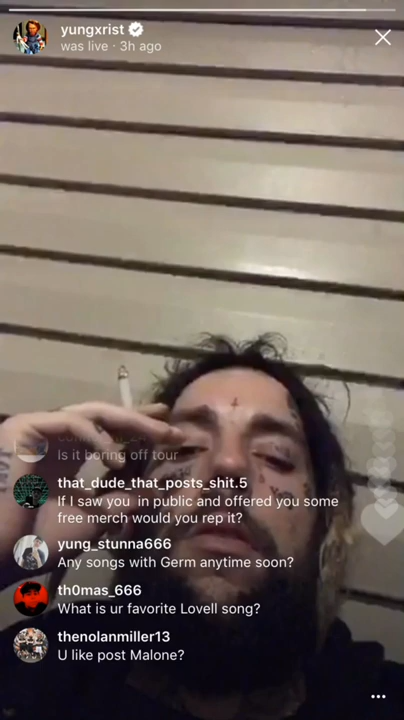 yungxrist
was live · 3h ago
Is it boring off tour
that_dude_that_posts_shit.5
If I saw you in public and offered you some
free merch would you rep it?
yung_stunna666
Any songs with Germ anytime soon?
th0mas_666
What is ur favorite Lovell song?
thenolanmiller13
U like post Malone?